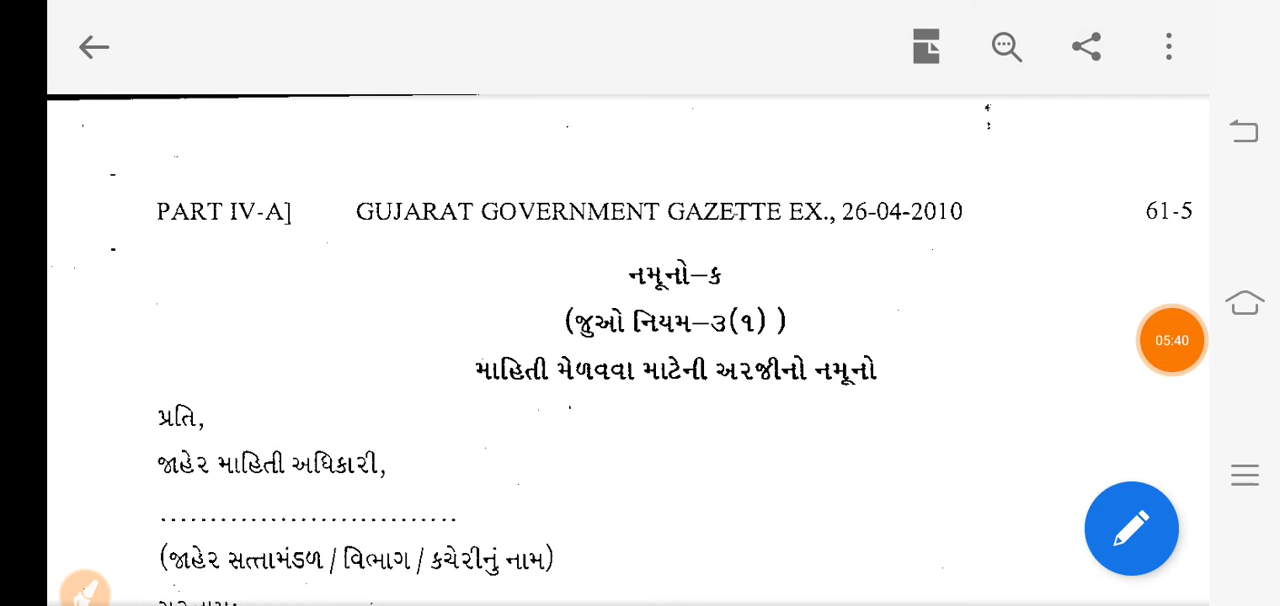 PART IV-A] GUJARAT GOVERNMENT GAZETTE EX., 26-04-2010 61-5
નમૂનો–ક
(જુઓ નિયમ–૩(૧) )
05:40
માહિતી મેળવવા માટેની અરજીનો નમૂનો
પ્રતિ,
જાહેર માહિતી અધિકારી,
..............................
(જાહેર સત્તામંડળ / વિભાગ / કચેરીનું નામ)